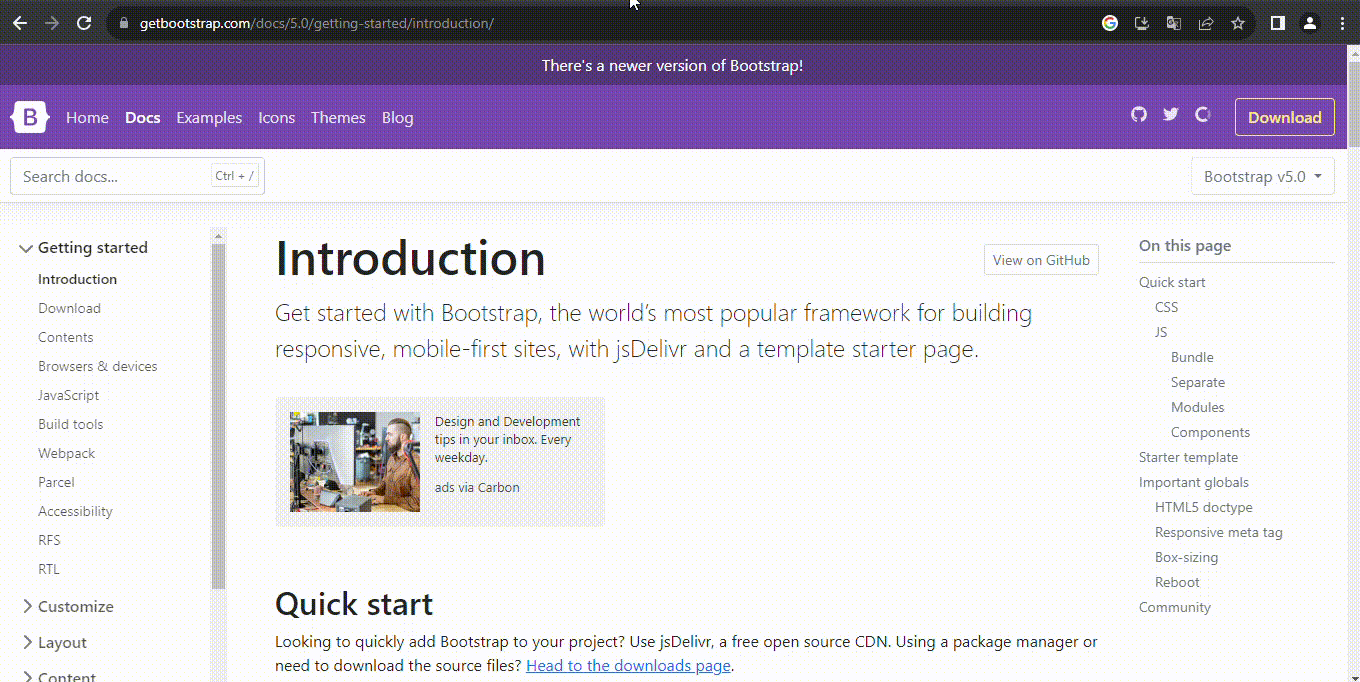 getbootstrap.com/docs/5.0/getting-started/introduction/
There's a newer version of Bootstrap!
B
Home
Docs
Examples
Icons
Themes
Blog
Download
Search docs...
Ctrl + /
Bootstrap v5.0
Getting started
Introduction
Download
Contents
Browsers & devices
JavaScript
Build tools
Webpack
Parcel
Accessibility
RFS
RTL
Customize
Layout
Content
Introduction
View on GitHub
Get started with Bootstrap, the world’s most popular framework for building
responsive, mobile-first sites, with jsDelivr and a template starter page.
Design and Development
tips in your inbox. Every
weekday.
ads via Carbon
Quick start
Looking to quickly add Bootstrap to your project? Use jsDelivr, a free open source CDN. Using a package manager or
need to download the source files? Head to the downloads page.
On this page
Quick start
CSS
JS
Bundle
Separate
Modules
Components
Starter template
Important globals
HTML5 doctype
Responsive meta tag
Box-sizing
Reboot
Community